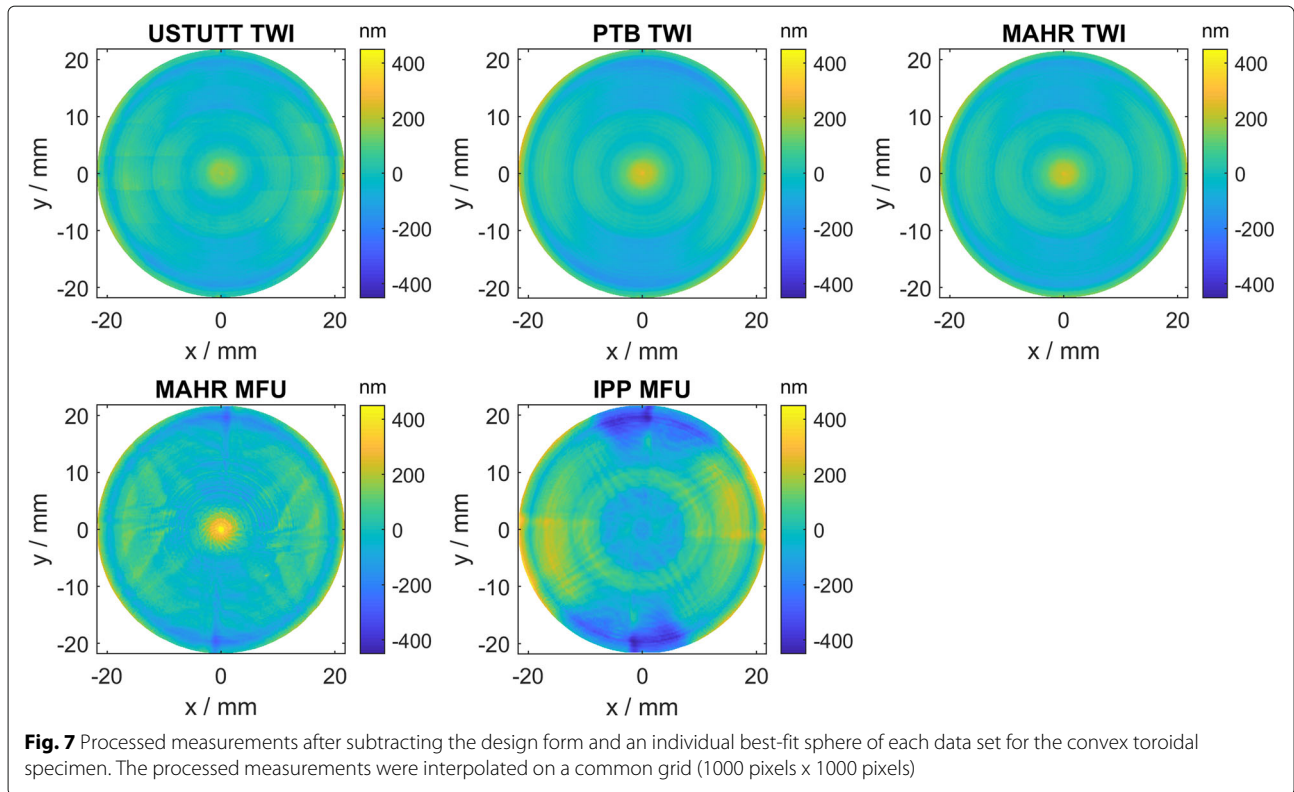 USTUTT TWI
nm
400
200
0
-200
-400
20
10
0
-10
-20
y / mm
-20 0 20
x / mm
PTB TWI
nm
400
200
0
-200
-400
20
10
0
-10
-20
y / mm
-20 0 20
x / mm
MAHR TWI
nm
400
200
0
-200
-400
20
10
0
-10
-20
y / mm
-20 0 20
x / mm
MAHR MFU
nm
400
200
0
-200
-400
20
10
0
-10
-20
y / mm
-20 0 20
x / mm
IPP MFU
nm
400
200
0
-200
-400
20
10
0
-10
-20
y / mm
-20 0 20
x / mm
Fig. 7 Processed measurements after subtracting the design form and an individual best-fit sphere of each data set for the convex toroidal
specimen. The processed measurements were interpolated on a common grid (1000 pixels x 1000 pixels)